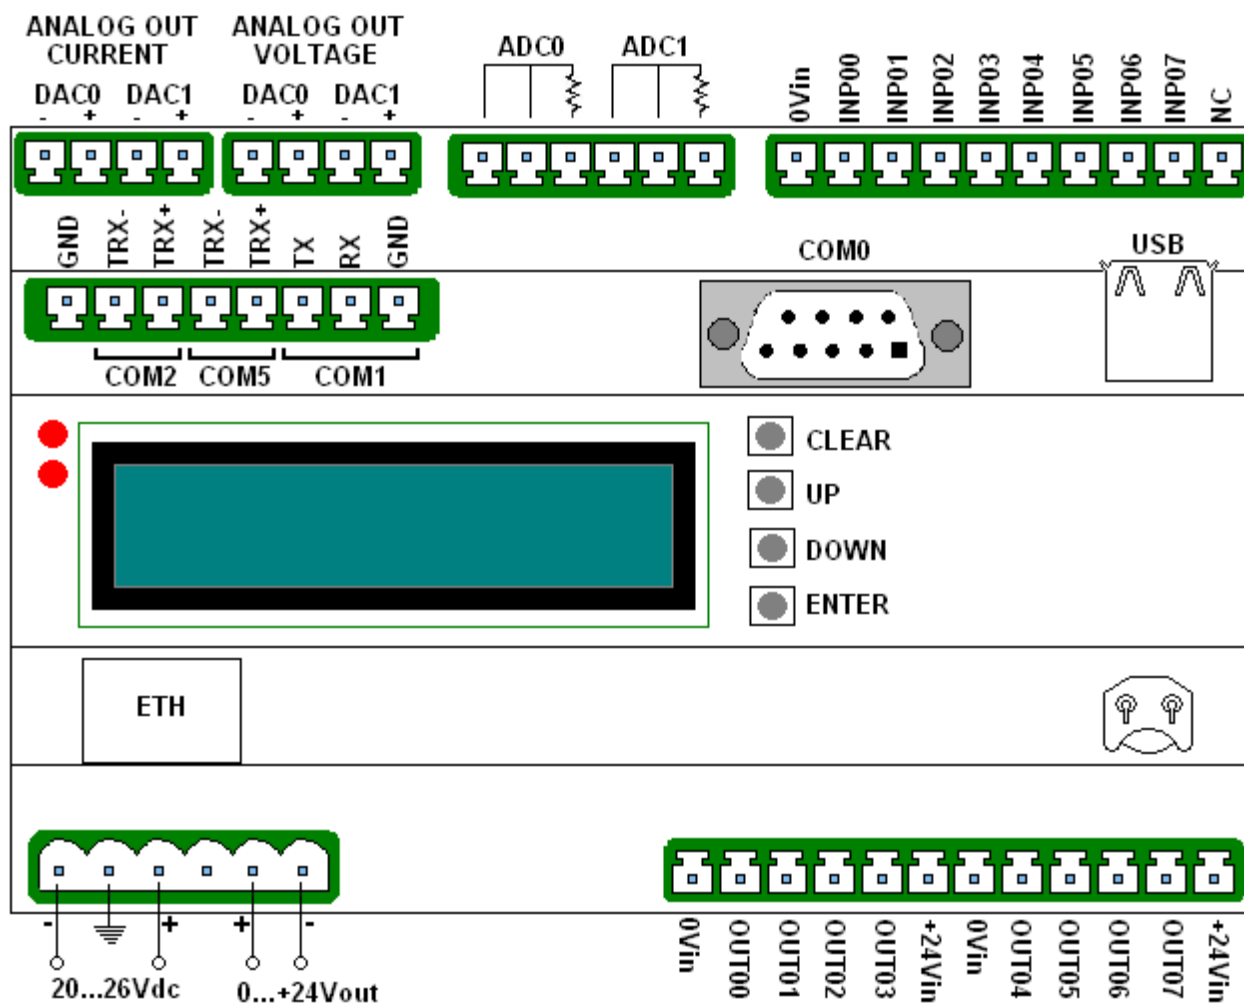 ANALOG OUT CURRENT
ANALOG OUT VOLTAGE
DAC0 DAC1
- + - +
DAC0 DAC1
- + - +
ADC0 ADC1
0Vin INP00 INP01 INP02 INP03 INP04 INP05 INP06 INP07 NC
GND TRX- TRX+ TRX- TRX+ TX RX GND
COM2 COM5 COM1
COM0
USB
CLEAR
UP
DOWN
ENTER
ETH
- + + -
20...26Vdc 0...+24Vout
0Vin OUT00 OUT01 OUT02 OUT03 +24Vin 0Vin OUT04 OUT05 OUT06 OUT07 +24Vin